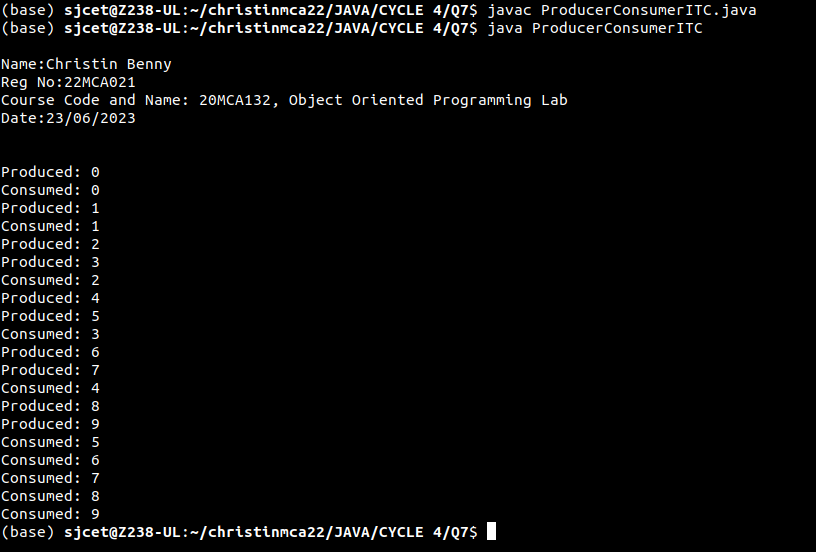 (base) sjcet@Z238-UL:~/christinmca22/JAVA/CYCLE 4/Q7$ javac ProducerConsumerITC.java
(base) sjcet@Z238-UL:~/christinmca22/JAVA/CYCLE 4/Q7$ java ProducerConsumerITC
Name:Christin Benny
Reg No:22MCA021
Course Code and Name: 20MCA132, Object Oriented Programming Lab
Date:23/06/2023
Produced: 0
Consumed: 0
Produced: 1
Consumed: 1
Produced: 2
Produced: 3
Consumed: 2
Produced: 4
Produced: 5
Consumed: 3
Produced: 6
Produced: 7
Consumed: 4
Produced: 8
Produced: 9
Consumed: 5
Consumed: 6
Consumed: 7
Consumed: 8
Consumed: 9
(base) sjcet@Z238-UL:~/christinmca22/JAVA/CYCLE 4/Q7$